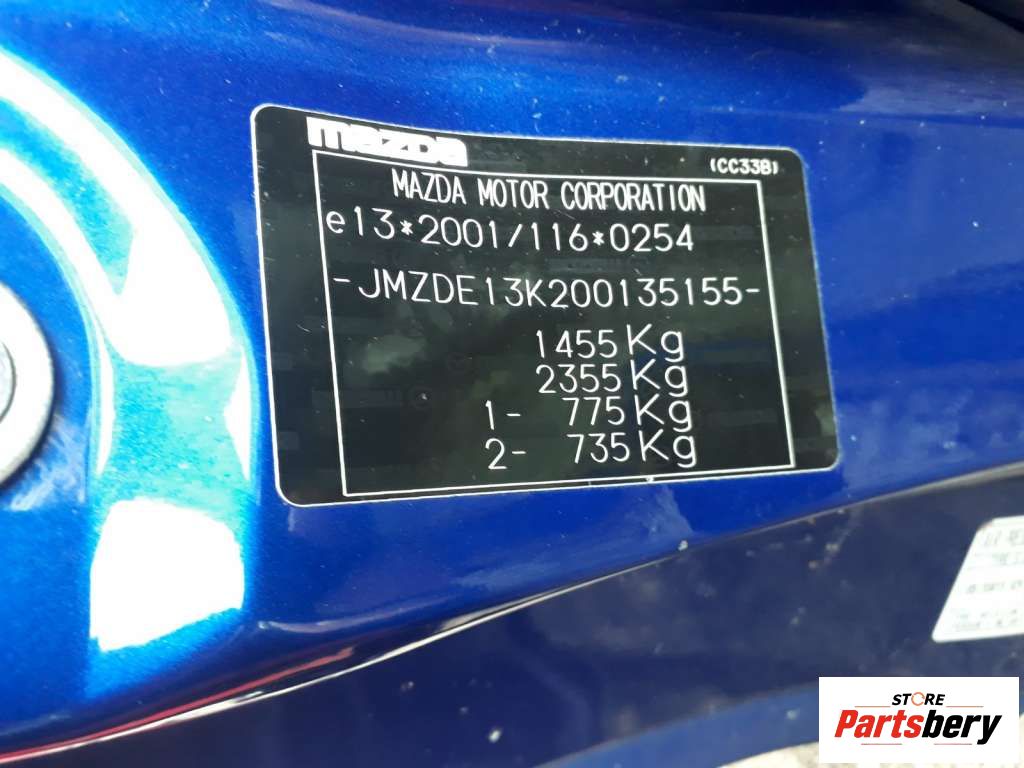 mazda
(CC33B)
MAZDA MOTOR CORPORATION
e13*2001/116*0254
-JMZDE13K200135155-
1455Kg
2355Kg
1- 775Kg
2- 735Kg
STORE
Partsbery